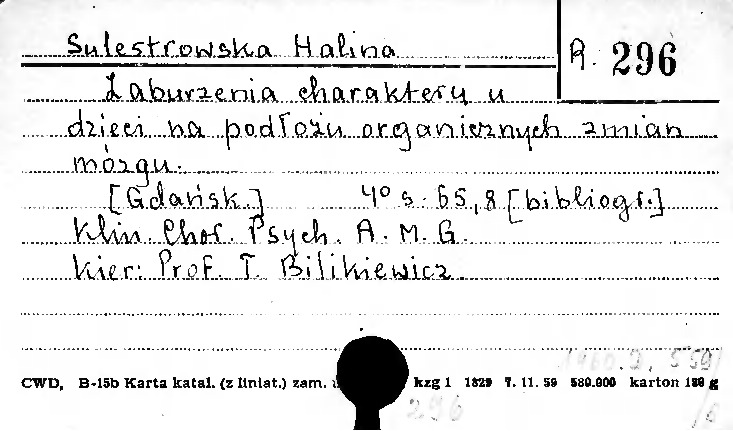 Sulestrowska Halina
R. 296
Zaburzenia charakteru u
dzieci na podłożu organicznych zmian
mózgu.
[Gdańsk.] 4° s. 65,8 [bibliogr.]
Klin. Chor. Psych. A. M. G.
Kier: Prof. T. Bilikiewicz.
1960.D. 559/
CWD, B-15b Karta katal. (z liniat.) zam. kzg 1 1829 7. 11. 59 580.000 karton 180 g
296 /6